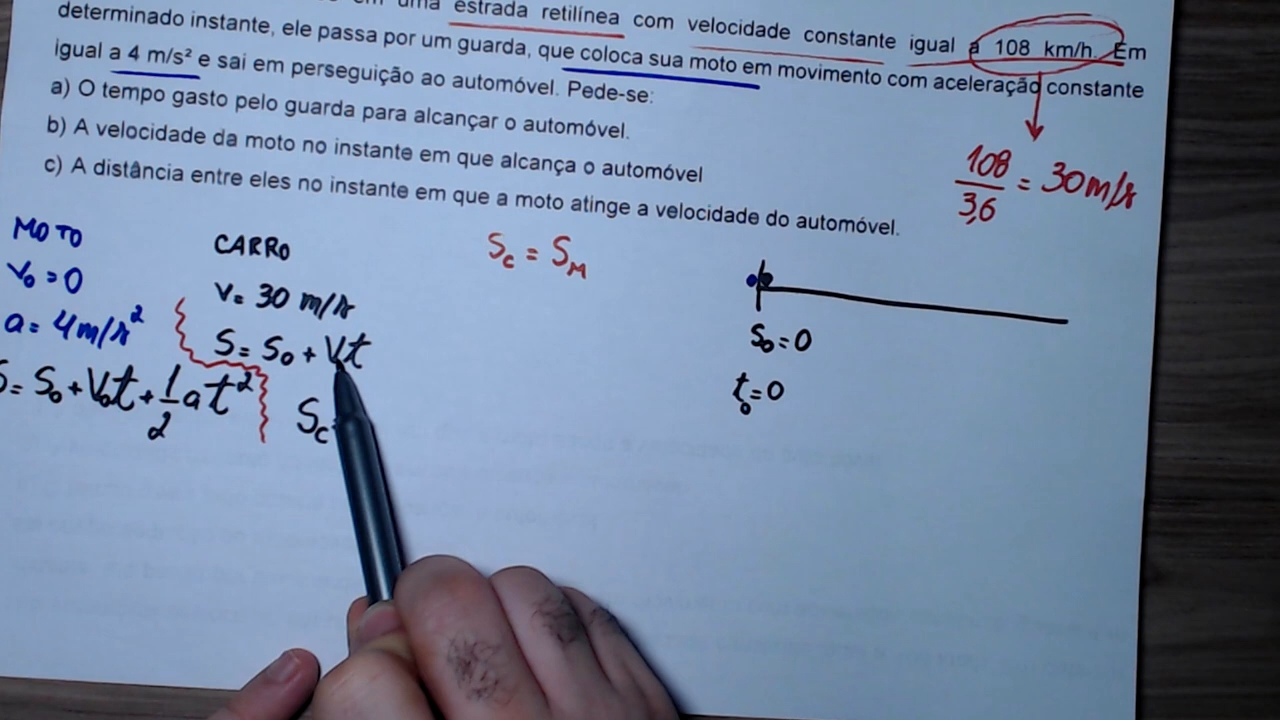 uma estrada retilínea com velocidade constante igual a 108 km/h. Em
determinado instante, ele passa por um guarda, que coloca sua moto em movimento com aceleração constante
igual a 4 m/s² e sai em perseguição ao automóvel. Pede-se:
a) O tempo gasto pelo guarda para alcançar o automóvel.
b) A velocidade da moto no instante em que alcança o automóvel
c) A distância entre eles no instante em que a moto atinge a velocidade do automóvel.
108/3,6 = 30 m/s
MOTO
V₀ = 0
a = 4 m/s²
S = S₀ + V₀t + 1/2 at²
CARRO
V = 30 m/s
S = S₀ + Vt
Sc
Sc = SM
S₀ = 0
t₀ = 0